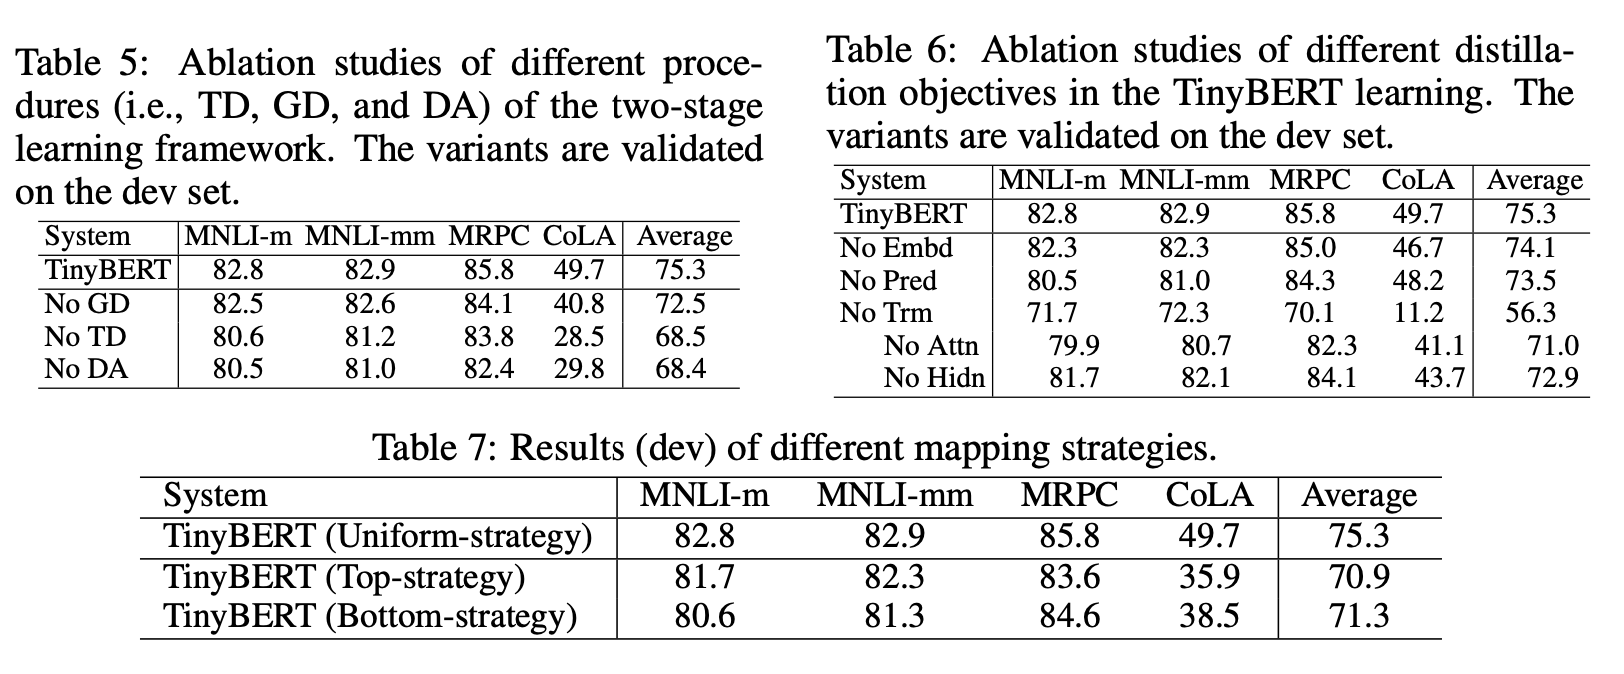 Table 5: Ablation studies of different proce-
dures (i.e., TD, GD, and DA) of the two-stage
learning framework. The variants are validated
on the dev set.
System MNLI-m MNLI-mm MRPC CoLA Average
TinyBERT 82.8 82.9 85.8 49.7 75.3
No GD 82.5 82.6 84.1 40.8 72.5
No TD 80.6 81.2 83.8 28.5 68.5
No DA 80.5 81.0 82.4 29.8 68.4
Table 6: Ablation studies of different distilla-
tion objectives in the TinyBERT learning. The
variants are validated on the dev set.
System MNLI-m MNLI-mm MRPC CoLA Average
TinyBERT 82.8 82.9 85.8 49.7 75.3
No Embd 82.3 82.3 85.0 46.7 74.1
No Pred 80.5 81.0 84.3 48.2 73.5
No Trm 71.7 72.3 70.1 11.2 56.3
No Attn 79.9 80.7 82.3 41.1 71.0
No Hidn 81.7 82.1 84.1 43.7 72.9
Table 7: Results (dev) of different mapping strategies.
System MNLI-m MNLI-mm MRPC CoLA Average
TinyBERT (Uniform-strategy) 82.8 82.9 85.8 49.7 75.3
TinyBERT (Top-strategy) 81.7 82.3 83.6 35.9 70.9
TinyBERT (Bottom-strategy) 80.6 81.3 84.6 38.5 71.3